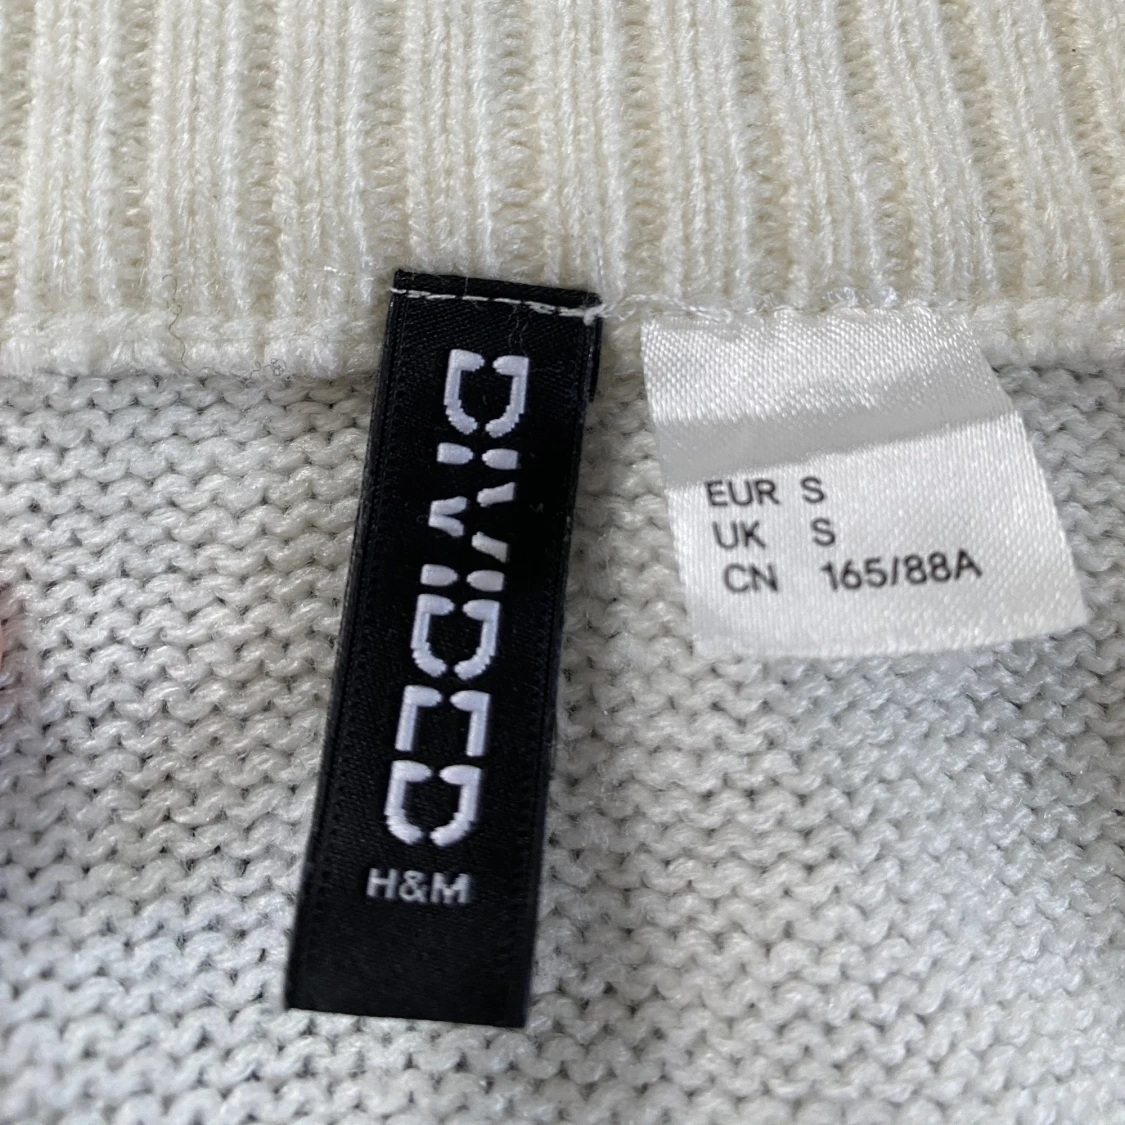 DIVIDED
H&M
EUR S
UK S
CN 165/88A